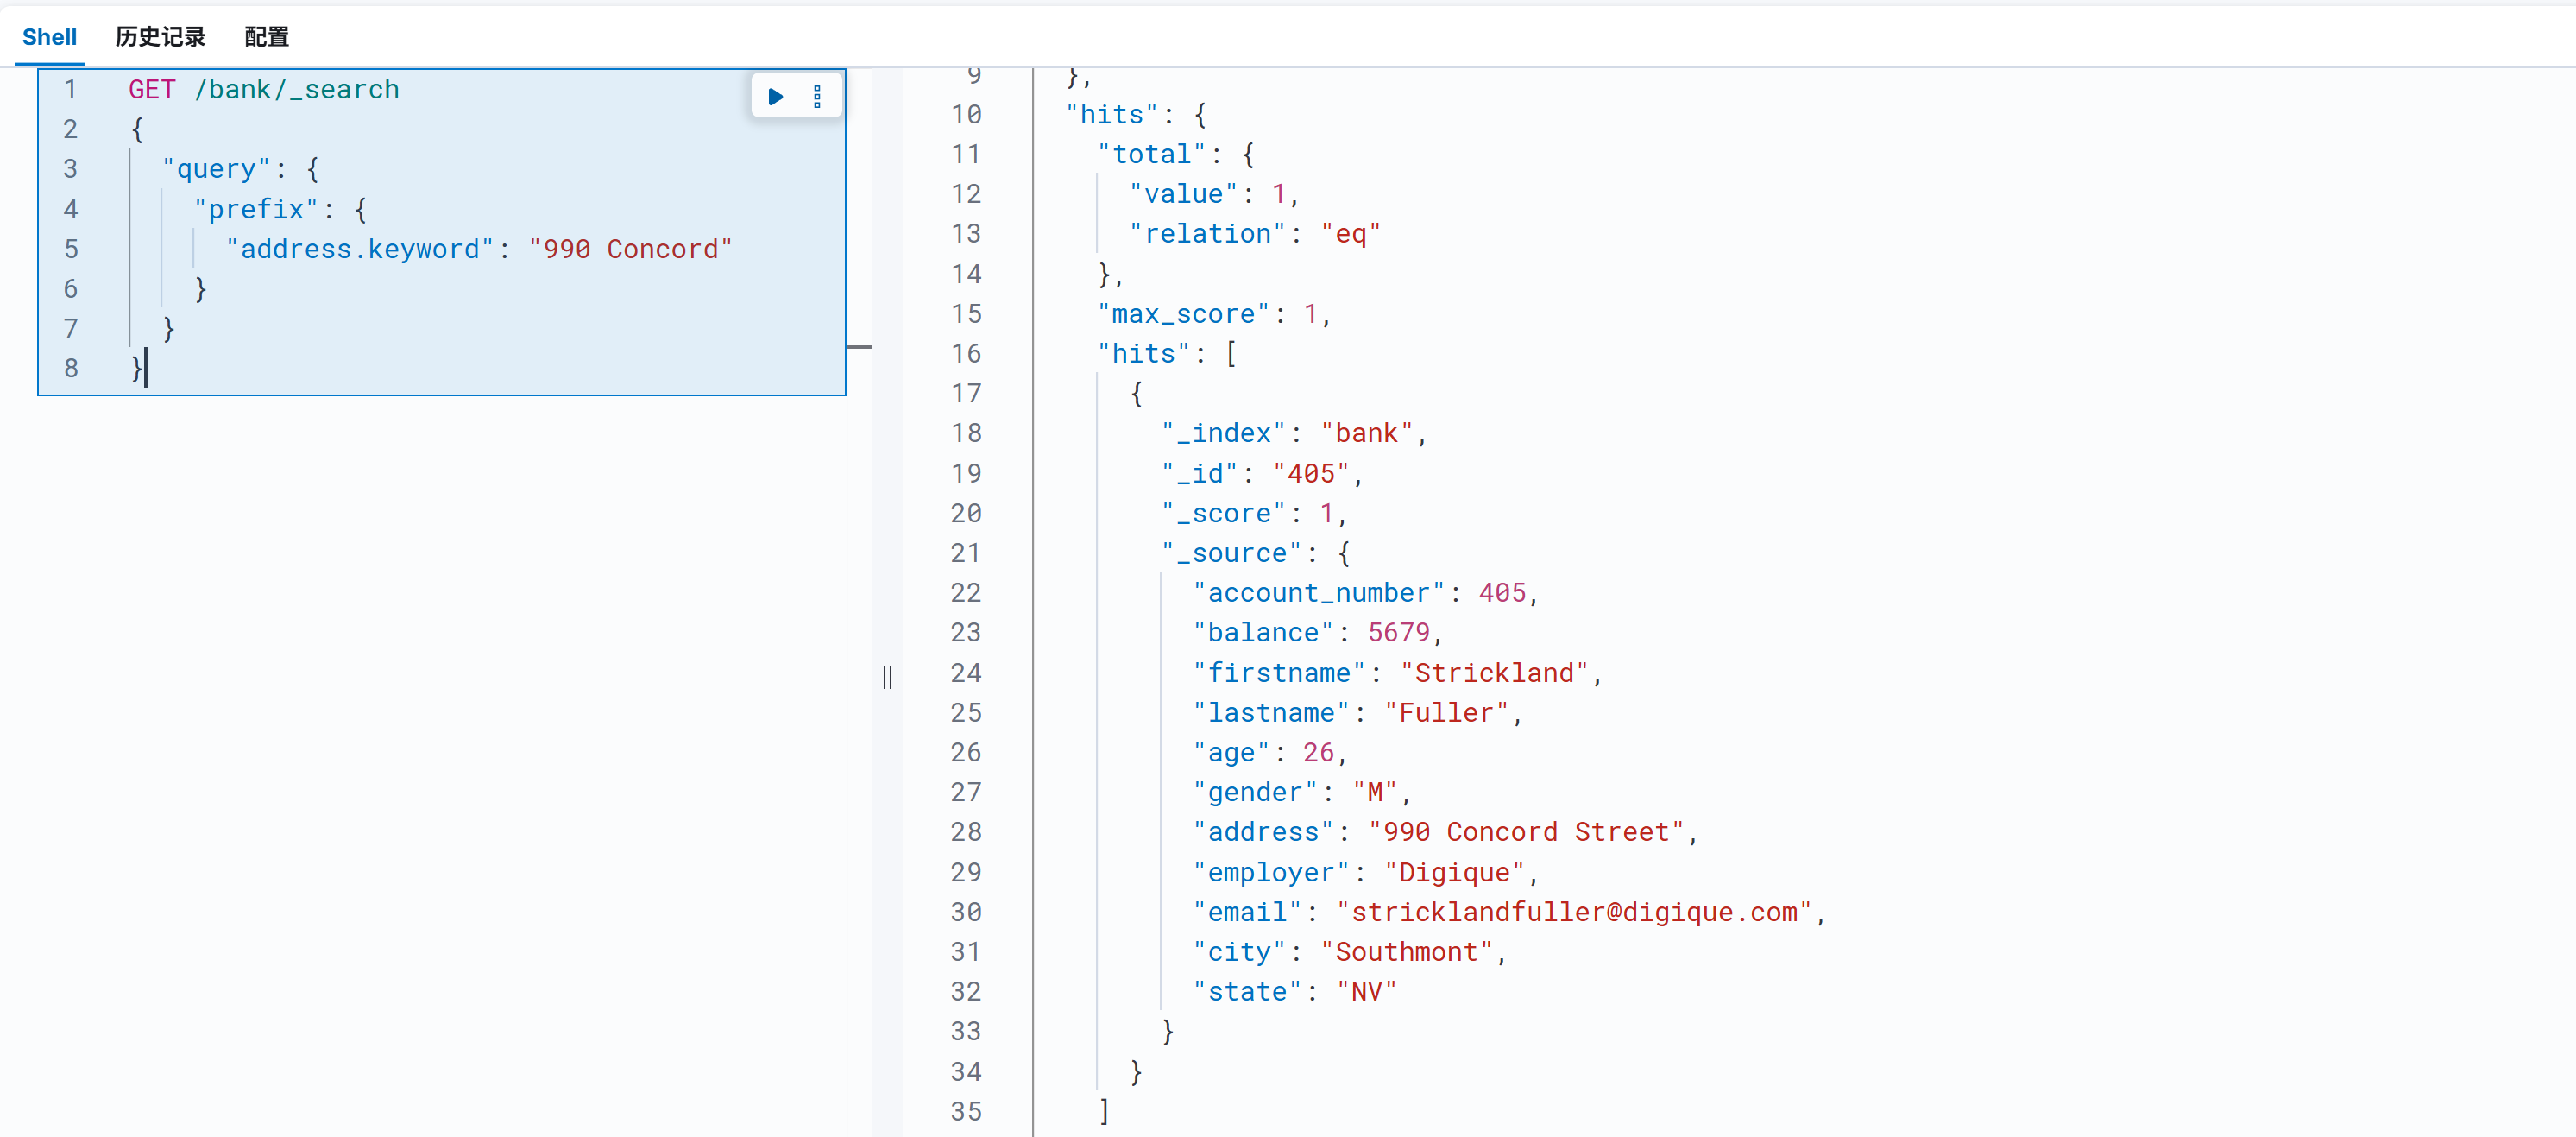 Shell 历史记录 配置
1 GET /bank/_search
2 {
3 "query": {
4 "prefix": {
5 "address.keyword": "990 Concord"
6 }
7 }
8 }
9 },
10 "hits": {
11 "total": {
12 "value": 1,
13 "relation": "eq"
14 },
15 "max_score": 1,
16 "hits": [
17 {
18 "_index": "bank",
19 "_id": "405",
20 "_score": 1,
21 "_source": {
22 "account_number": 405,
23 "balance": 5679,
24 "firstname": "Strickland",
25 "lastname": "Fuller",
26 "age": 26,
27 "gender": "M",
28 "address": "990 Concord Street",
29 "employer": "Digique",
30 "email": "stricklandfuller@digique.com",
31 "city": "Southmont",
32 "state": "NV"
33 }
34 }
35 ]